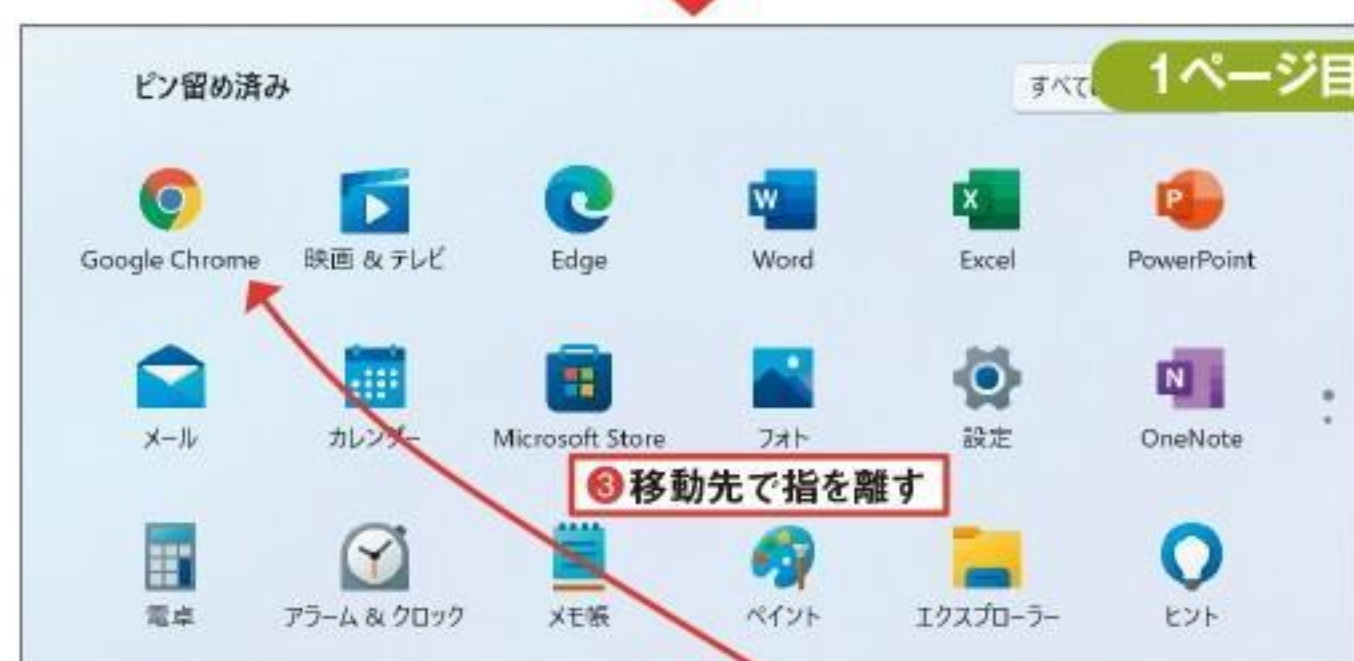 ピン留め済み
すべて
1ページ目
Google Chrome
映画 & テレビ
Edge
Word
Excel
PowerPoint
メール
カレンダー
Microsoft Store
フォト
設定
OneNote
❸移動先で指を離す
電卓
アラーム & クロック
メモ帳
ペイント
エクスプローラー
ヒント